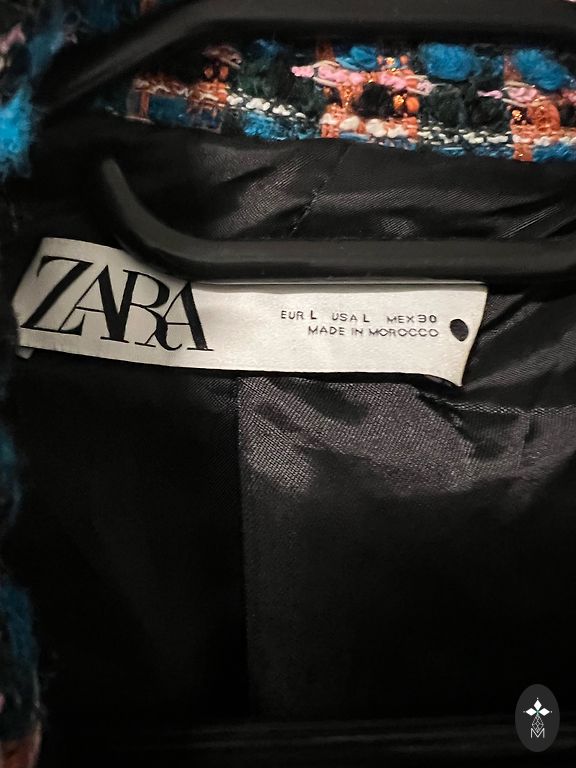 ZARA
EUR L USA L MEX 30
MADE IN MOROCCO
M